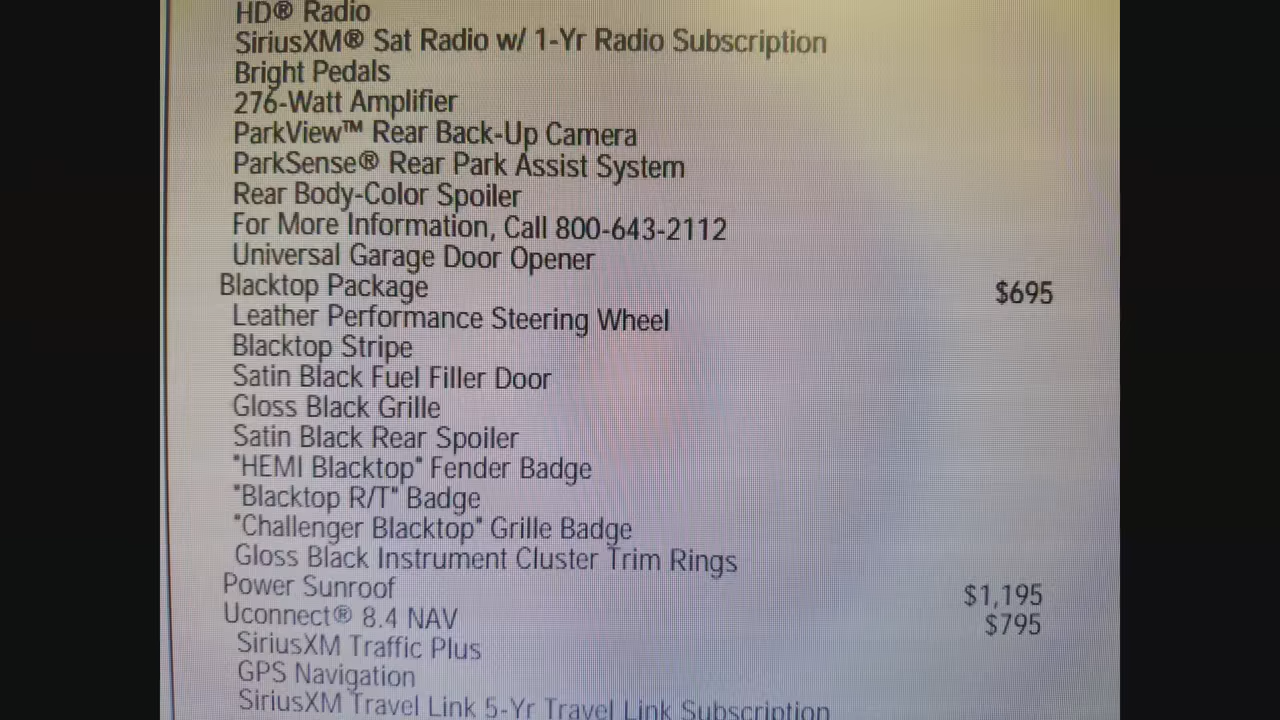 HD® Radio
SiriusXM® Sat Radio w/ 1-Yr Radio Subscription
Bright Pedals
276-Watt Amplifier
ParkView™ Rear Back-Up Camera
ParkSense® Rear Park Assist System
Rear Body-Color Spoiler
For More Information, Call 800-643-2112
Universal Garage Door Opener
Blacktop Package $695
Leather Performance Steering Wheel
Blacktop Stripe
Satin Black Fuel Filler Door
Gloss Black Grille
Satin Black Rear Spoiler
"HEMI Blacktop" Fender Badge
"Blacktop R/T" Badge
"Challenger Blacktop" Grille Badge
Gloss Black Instrument Cluster Trim Rings
Power Sunroof $1,195
Uconnect® 8.4 NAV $795
SiriusXM Traffic Plus
GPS Navigation
SiriusXM Travel Link 5-Yr Travel Link Subscription